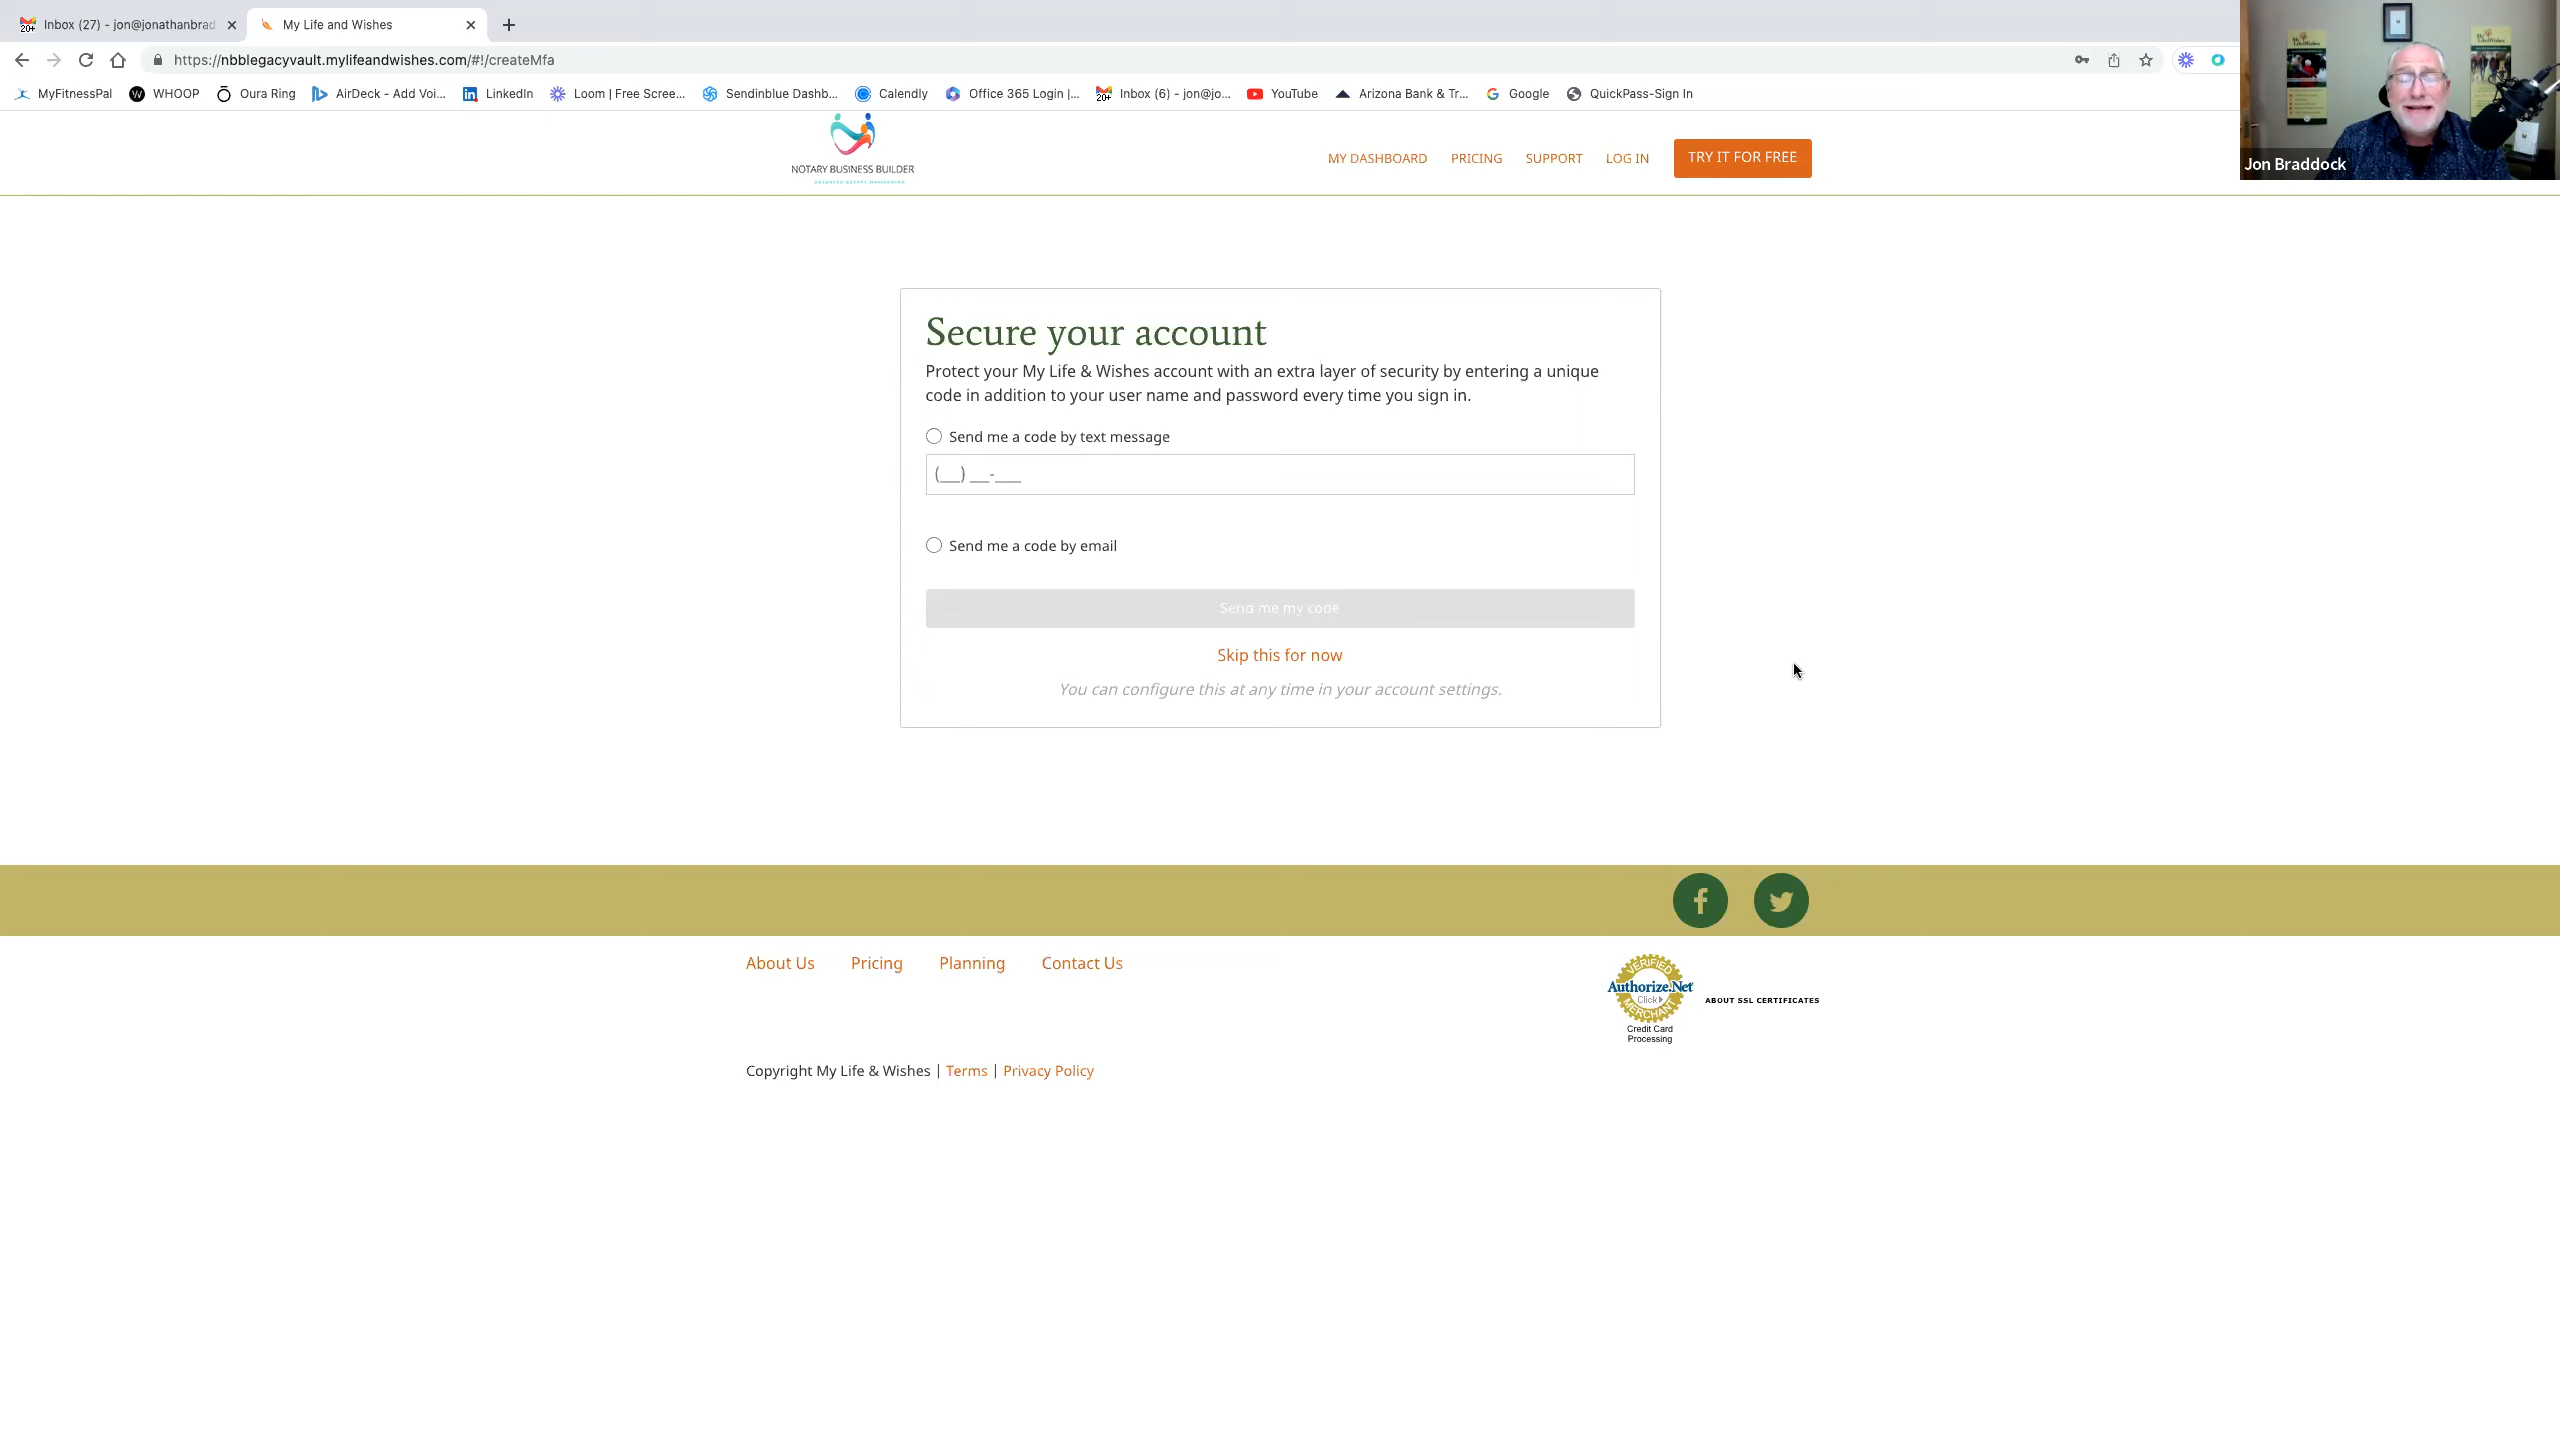 Inbox (27) - jon@jonathanbrad
My Life and Wishes
https://nbblegacyvault.mylifeandwishes.com/#!/createMfa
MyFitnessPal
WHOOP
Oura Ring
AirDeck - Add Voi...
LinkedIn
Loom | Free Scree...
Sendinblue Dashb...
Calendly
Office 365 Login |...
Inbox (6) - jon@jo...
YouTube
Arizona Bank & Tr...
Google
QuickPass-Sign In
Jon Braddock
NOTARY BUSINESS BUILDER
MY DASHBOARD
PRICING
SUPPORT
LOG IN
TRY IT FOR FREE
Secure your account
Protect your My Life & Wishes account with an extra layer of security by entering a unique
code in addition to your user name and password every time you sign in.
Send me a code by text message
(__) __-___
Send me a code by email
Send me my code
Skip this for now
You can configure this at any time in your account settings.
About Us
Pricing
Planning
Contact Us
VERIFIED
Authorize.Net
Click
MERCHANT
Credit Card
Processing
ABOUT SSL CERTIFICATES
Copyright My Life & Wishes | Terms | Privacy Policy